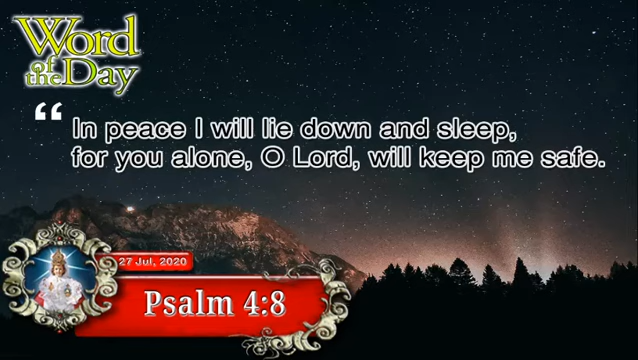 Word
of the Day
“ In peace I will lie down and sleep,
for you alone, O Lord, will keep me safe.
27 Jul, 2020
Psalm 4:8